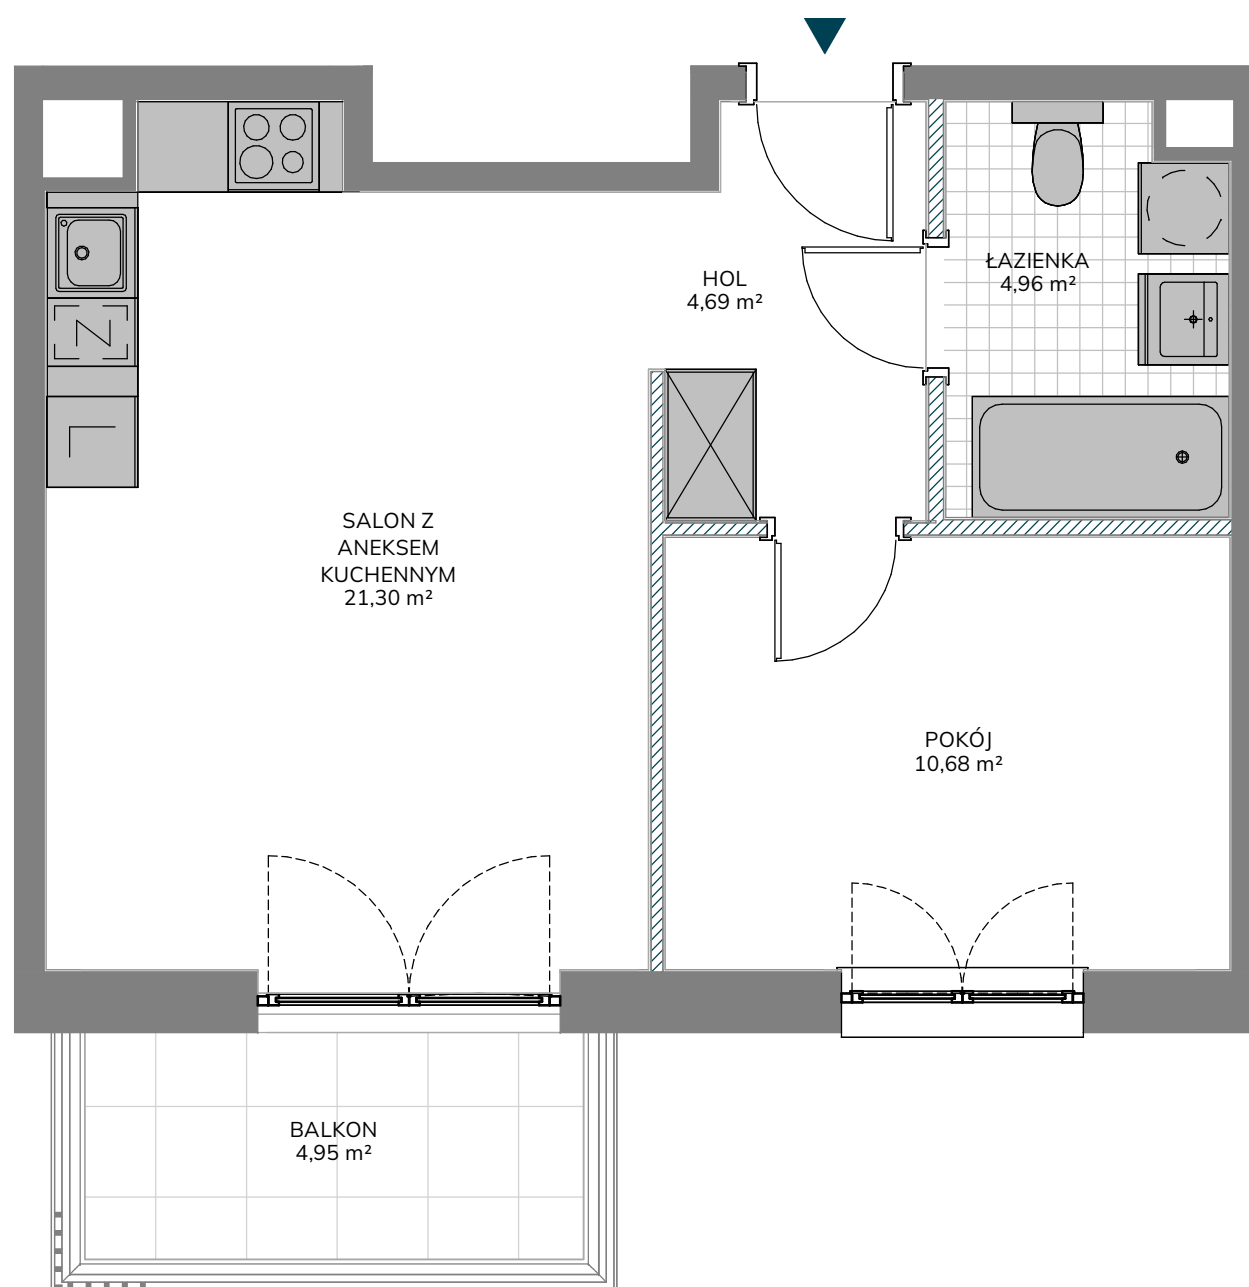 HOL
4,69 m²
ŁAZIENKA
4,96 m²
Z
L
SALON Z
ANEKSEM
KUCHENNYM
21,30 m²
POKÓJ
10,68 m²
BALKON
4,95 m²